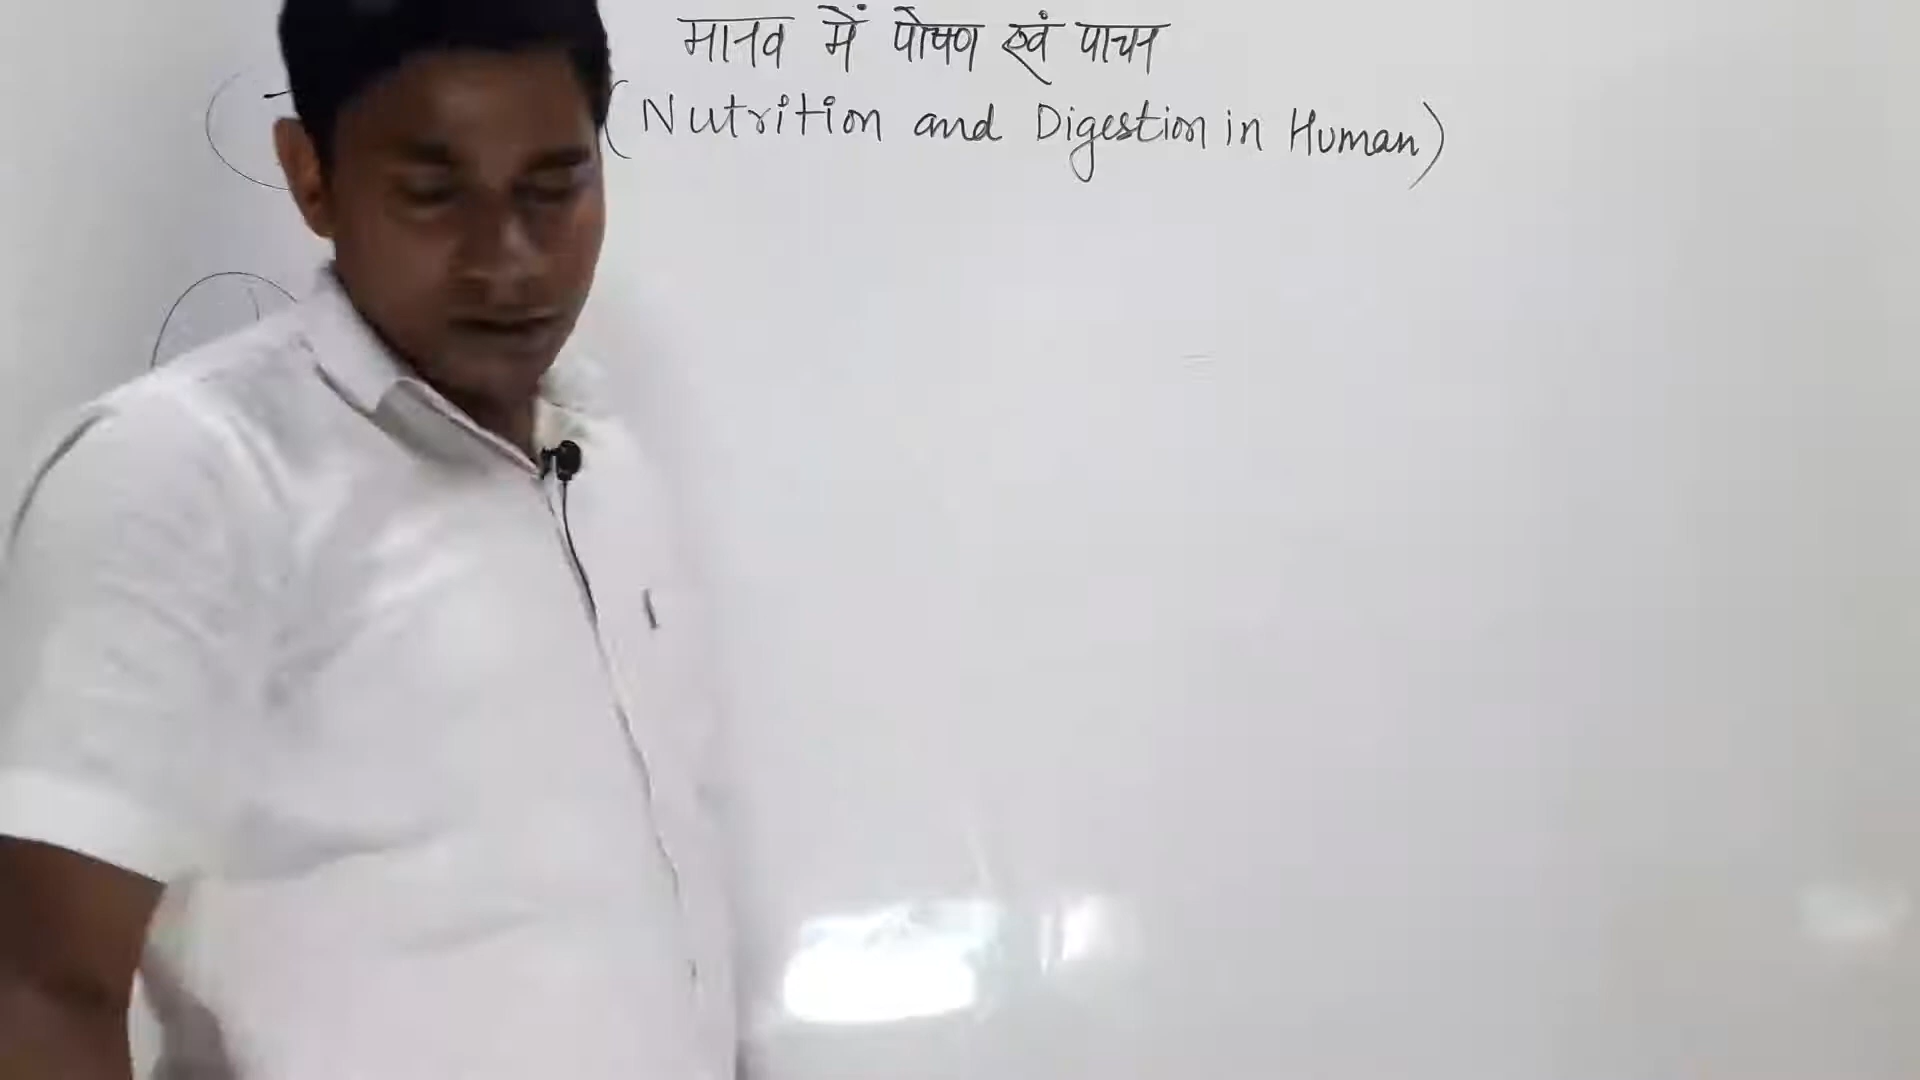 मानव में पोषण एवं पाचन
(Nutrition and Digestion in Human)